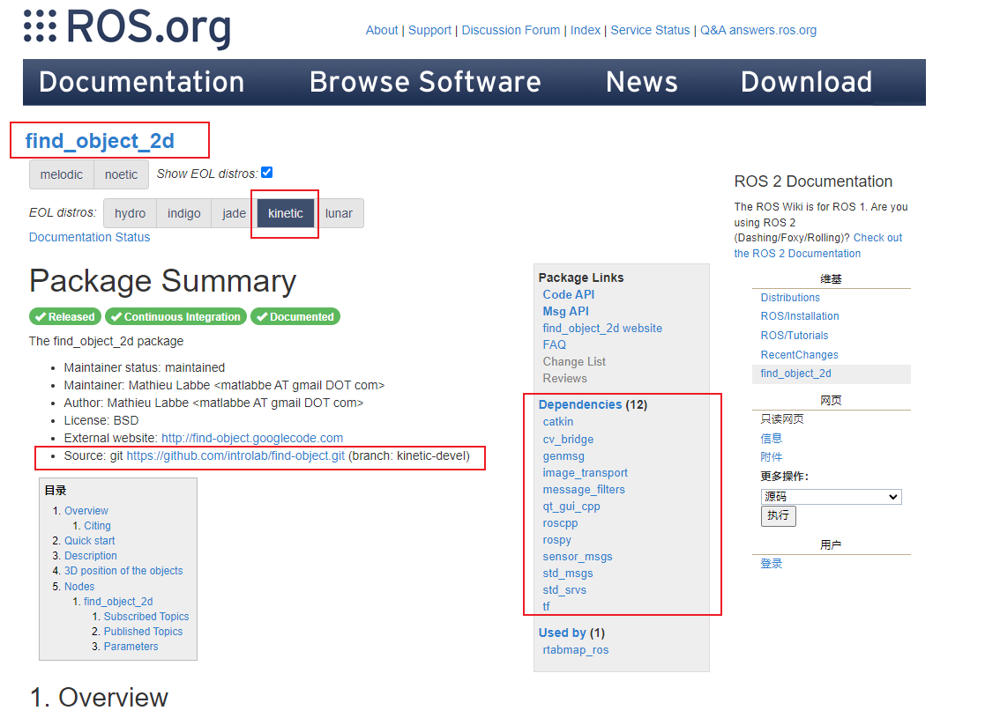 ROS.org
About | Support | Discussion Forum | Index | Service Status | Q&A answers.ros.org
Documentation Browse Software News Download
find_object_2d
melodic noetic Show EOL distros:
EOL distros: hydro indigo jade kinetic lunar
Documentation Status
Package Summary
Released Continuous Integration Documented
The find_object_2d package
• Maintainer status: maintained
• Maintainer: Mathieu Labbe <matlabbe AT gmail DOT com>
• Author: Mathieu Labbe <matlabbe AT gmail DOT com>
• License: BSD
• External website: http://find-object.googlecode.com
• Source: git https://github.com/introlab/find-object.git (branch: kinetic-devel)
目录
1. Overview
1. Citing
2. Quick start
3. Description
4. 3D position of the objects
5. Nodes
1. find_object_2d
1. Subscribed Topics
2. Published Topics
3. Parameters
1. Overview
Package Links
Code API
Msg API
find_object_2d website
FAQ
Change List
Reviews
Dependencies (12)
catkin
cv_bridge
genmsg
image_transport
message_filters
qt_gui_cpp
roscpp
rospy
sensor_msgs
std_msgs
std_srvs
tf
Used by (1)
rtabmap_ros
ROS 2 Documentation
The ROS Wiki is for ROS 1. Are you
using ROS 2
(Dashing/Foxy/Rolling)? Check out
the ROS 2 Documentation
维基
Distributions
ROS/Installation
ROS/Tutorials
RecentChanges
find_object_2d
网页
只读网页
信息
附件
更多操作:
源码
执行
用户
登录